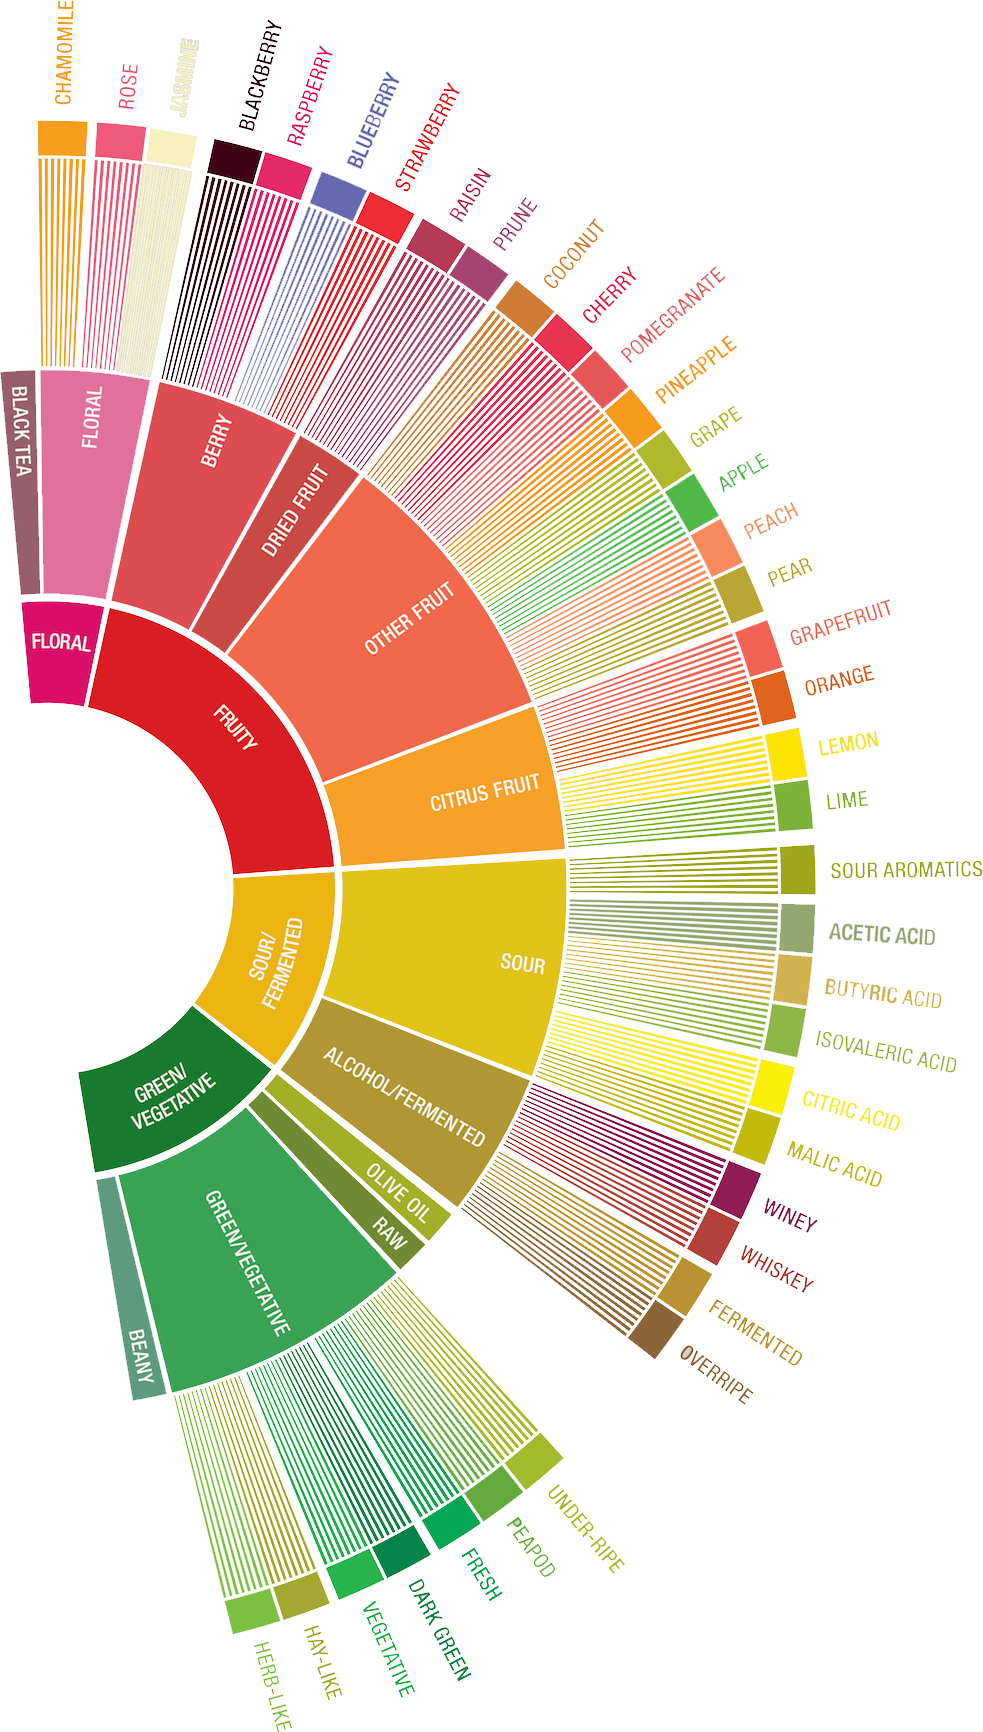 CHAMOMILE
ROSE
JASMINE
BLACKBERRY
RASPBERRY
BLUEBERRY
STRAWBERRY
RAISIN
PRUNE
COCONUT
CHERRY
POMEGRANATE
PINEAPPLE
GRAPE
APPLE
PEACH
PEAR
GRAPEFRUIT
ORANGE
LEMON
LIME
SOUR AROMATICS
ACETIC ACID
BUTYRIC ACID
ISOVALERIC ACID
CITRIC ACID
MALIC ACID
WINEY
WHISKEY
FERMENTED
OVERRIPE
UNDER-RIPE
PEAPOD
FRESH
DARK GREEN
VEGETATIVE
HAY-LIKE
HERB-LIKE
BLACK TEA
FLORAL
BERRY
DRIED FRUIT
OTHER FRUIT
CITRUS FRUIT
SOUR
ALCOHOL/FERMENTED
OLIVE OIL
RAW
GREEN/VEGETATIVE
BEANY
FLORAL
FRUITY
SOUR/
FERMENTED
GREEN/
VEGETATIVE